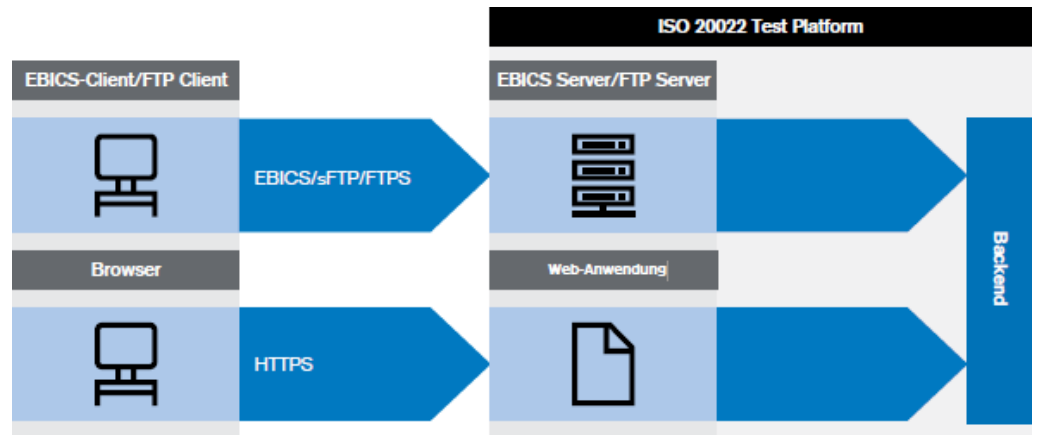 ISO 20022 Test Platform
EBICS-Client/FTP Client
EBICS Server/FTP Server
EBICS/sFTP/FTPS
Browser
Web-Anwendung
Backend
HTTPS